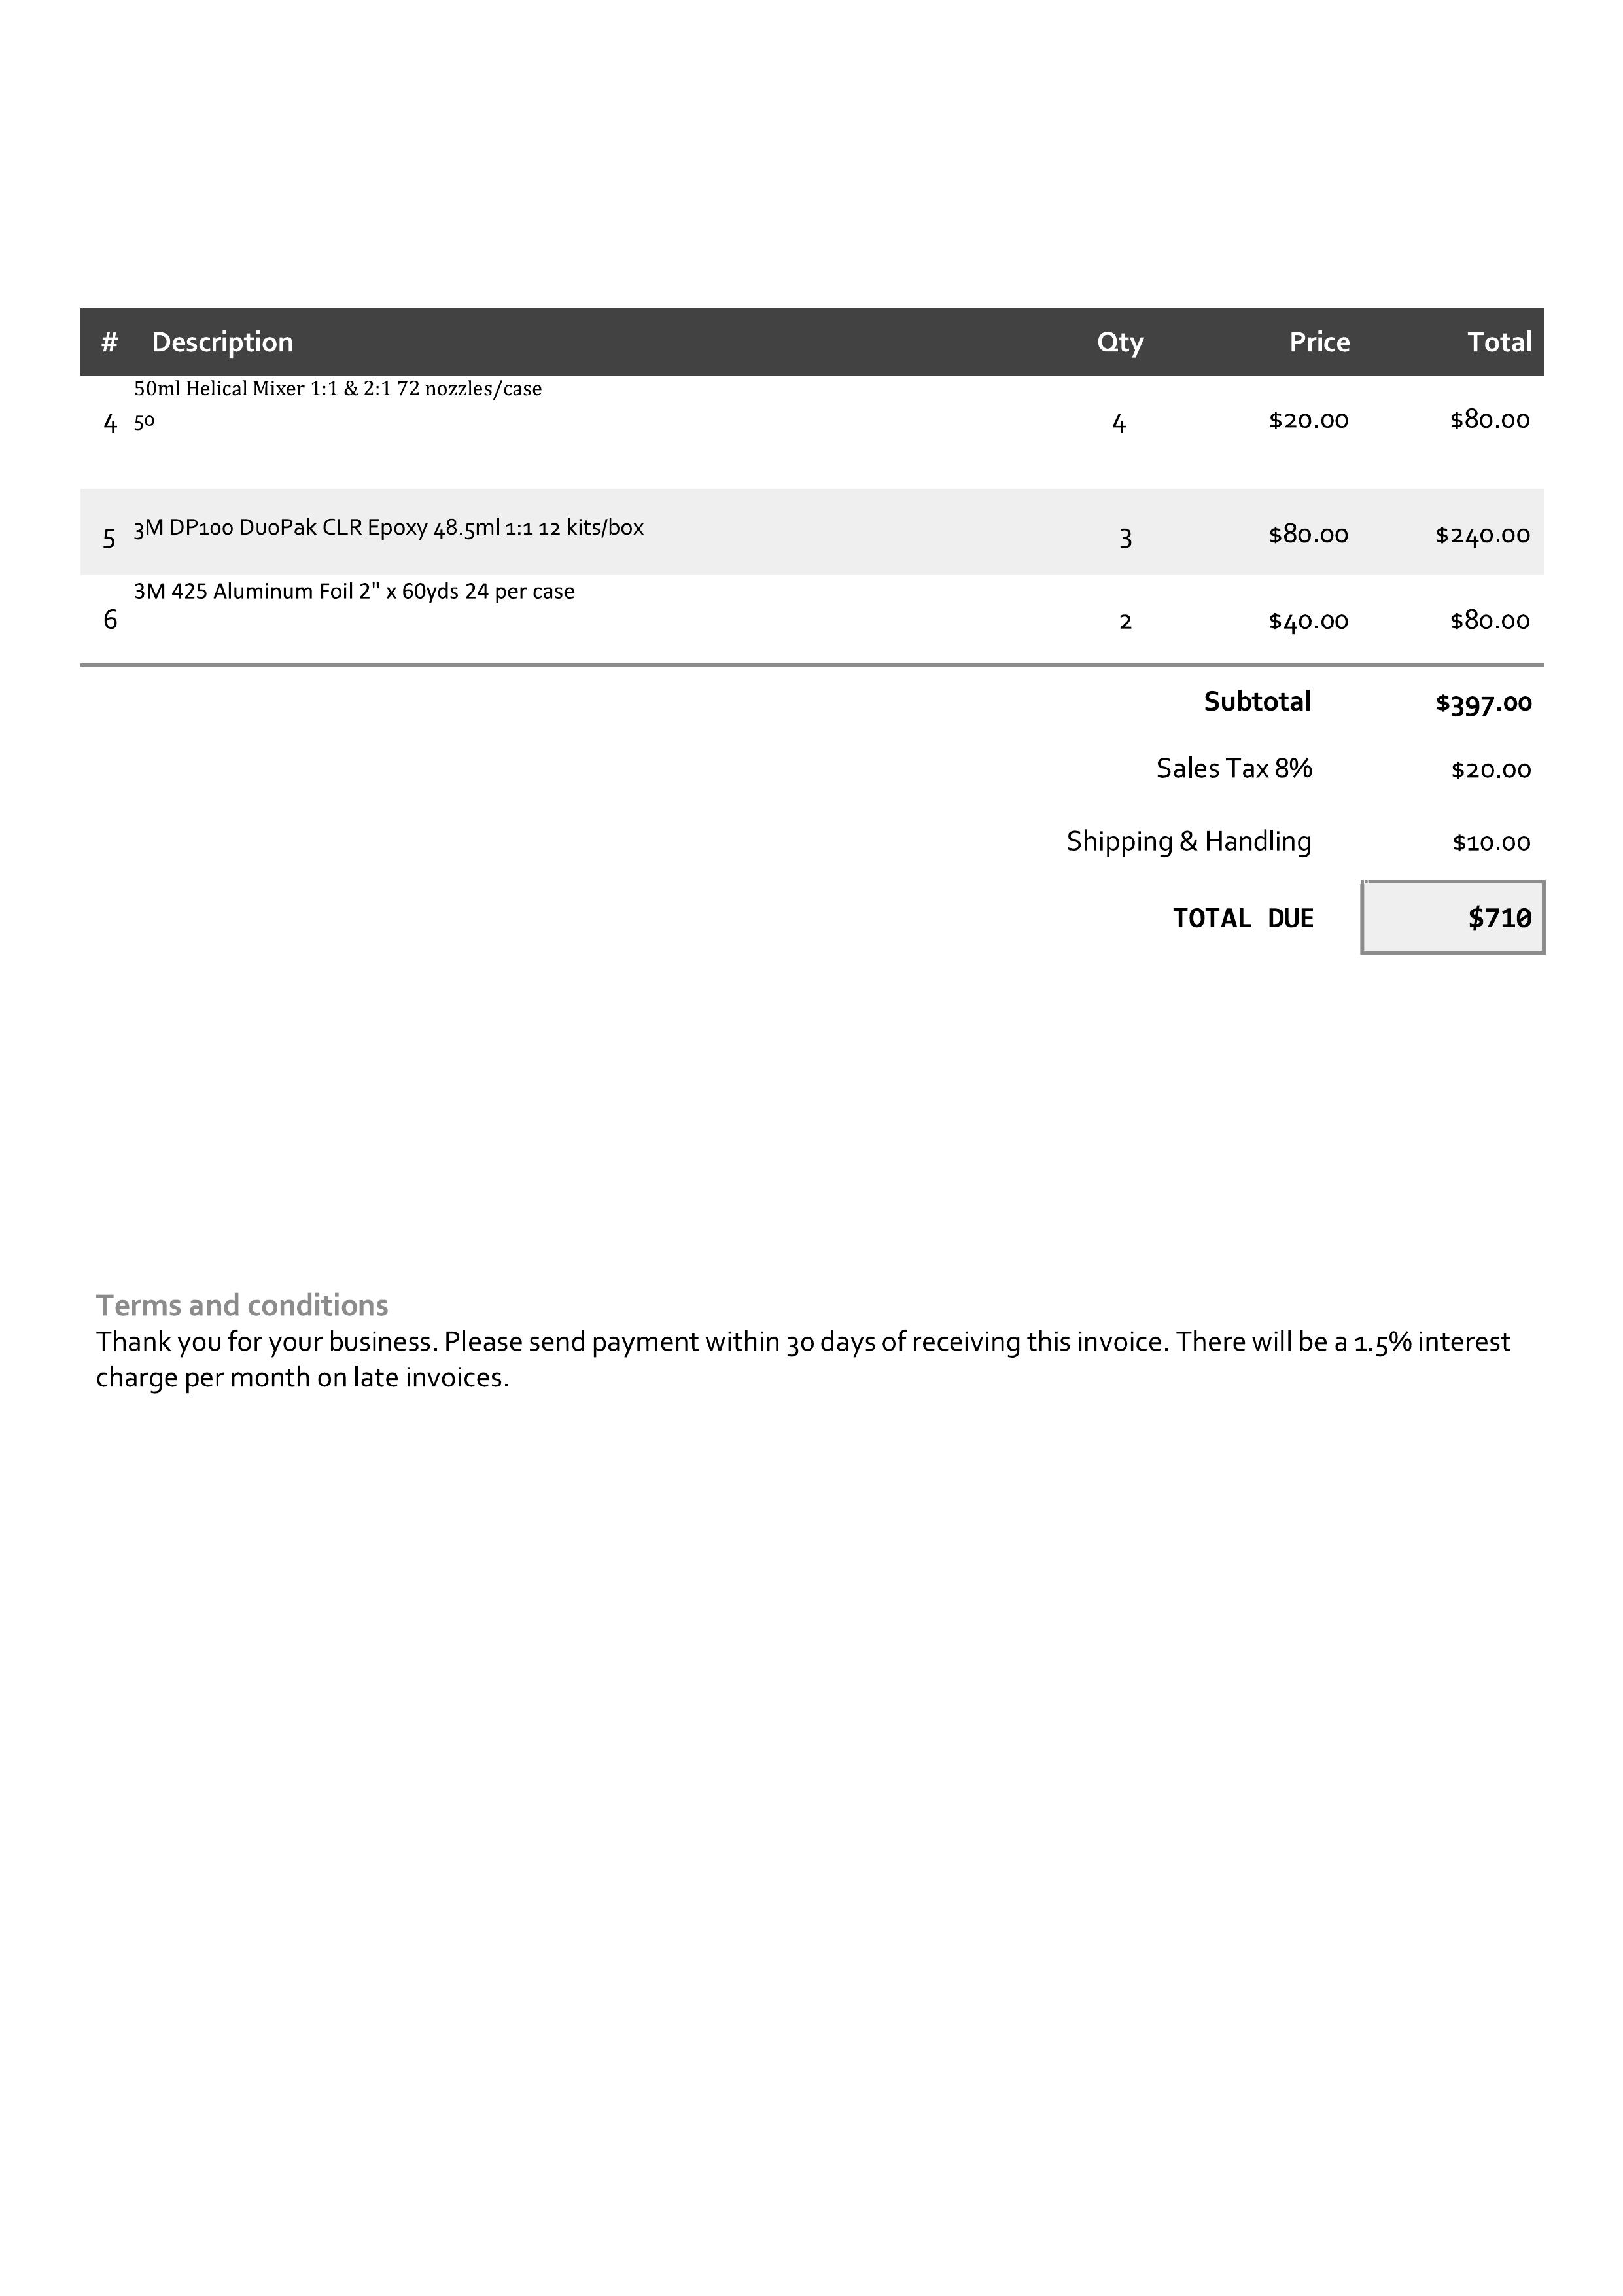 # Description Qty Price Total
50ml Helical Mixer 1:1 & 2:1 72 nozzles/case
4 50 4 $20.00 $80.00
5 3M DP100 DuoPak CLR Epoxy 48.5ml 1:1 12 kits/box 3 $80.00 $240.00
3M 425 Aluminum Foil 2" x 60yds 24 per case
6 2 $40.00 $80.00
Subtotal $397.00
Sales Tax 8% $20.00
Shipping & Handling $10.00
TOTAL DUE $710
Terms and conditions
Thank you for your business. Please send payment within 30 days of receiving this invoice. There will be a 1.5% interest
charge per month on late invoices.